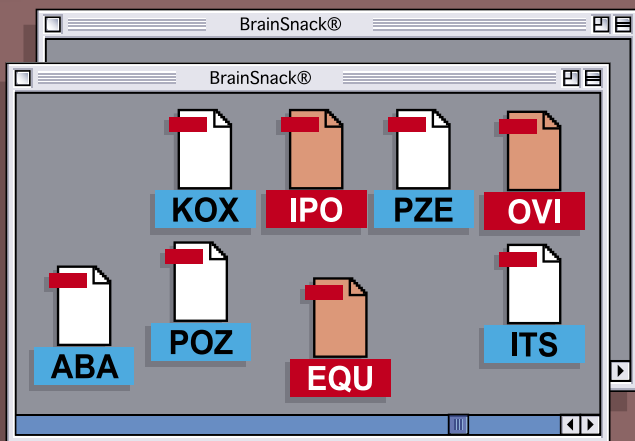 BrainSnack®
BrainSnack®
KOX IPO PZE OVI
ABA POZ EQU ITS